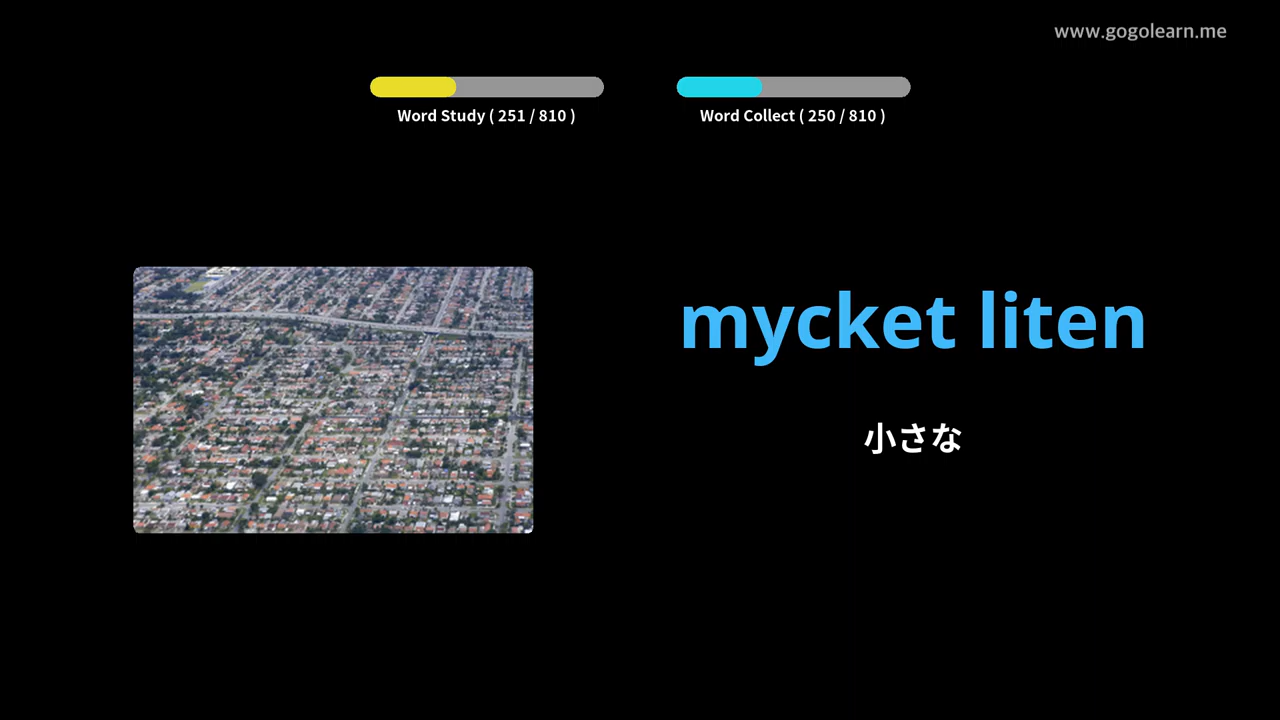 www.gogolearn.me
Word Study ( 251 / 810 )
Word Collect ( 250 / 810 )
mycket liten
小さな